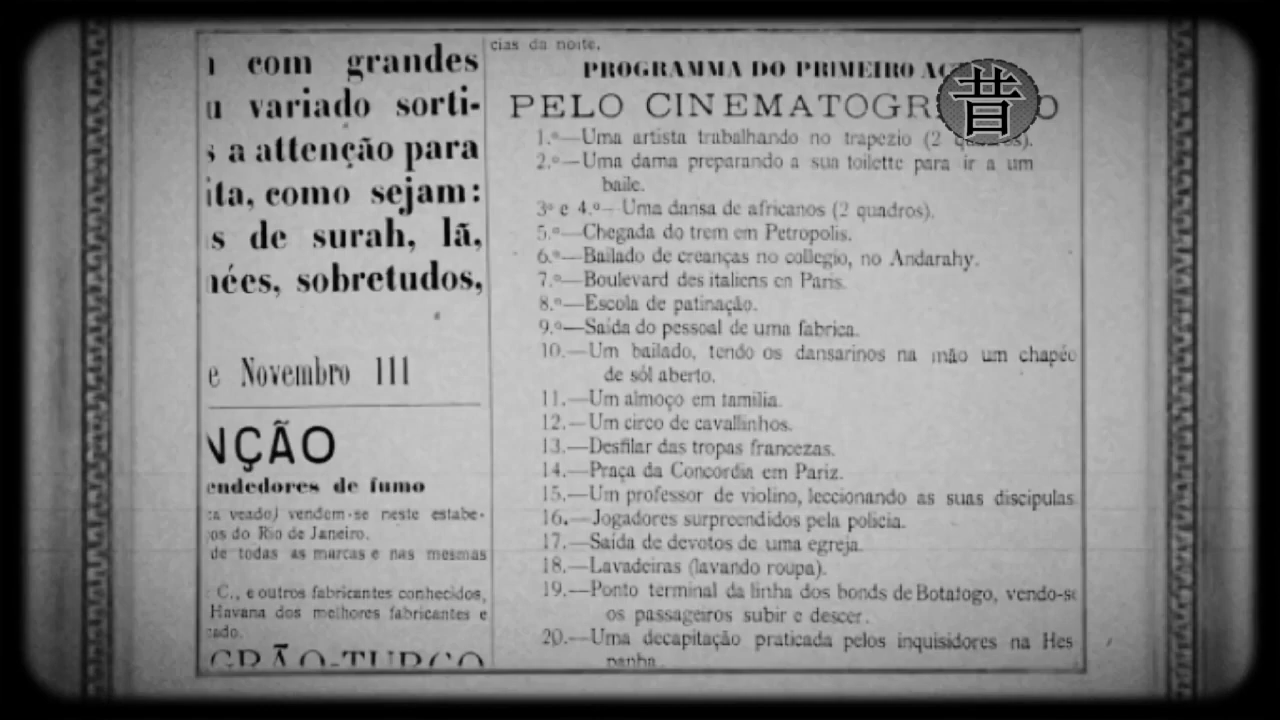 com grandes
variado sorti-
a attenção para
ita, como sejam:
s de surah, lã,
nées, sobretudos,
e Novembro 111
NÇÃO
endedores de fumo
ça veado) vendem-se neste estabe-
os do Rio de Janeiro.
de todas as marcas e nas mesmas
C., e outros fabricantes conhecidos,
Havana dos melhores fabricantes e
cado.
GRÃO-TURCO
cias da noite.
PROGRAMMA DO PRIMEIRO
PELO CINEMATOGR
昔
1.º—Uma artista trabalhando no trapezio (2
2.º—Uma dama preparando a sua toilette para ir a um
baile.
3º e 4.º—Uma dansa de africanos (2 quadros).
5.º—Chegada do trem em Petropolis.
6.º—Bailado de creanças no collegio, no Andarahy.
7.º—Boulevard des italiens en Paris.
8.º—Escola de patinação.
9.º—Saida do pessoal de uma fabrica.
10.—Um bailado, tendo os dansarinos na mão um chapéo
de sól aberto.
11.—Um almoço em familia.
12.—Um circo de cavallinhos.
13.—Desfilar das tropas francezas.
14.—Praça da Concordia em Pariz.
15.—Um professor de violino, leccionando as suas discipulas
16.—Jogadores surpreendidos pela policia.
17.—Saida de devotos de uma egreja.
18.—Lavadeiras (lavando roupa).
19.—Ponto terminal da linha dos bonds de Botafogo, vendo-se
os passageiros subir e descer.
20.—Uma decapitação praticada pelos inquisidores na Hes
panha.